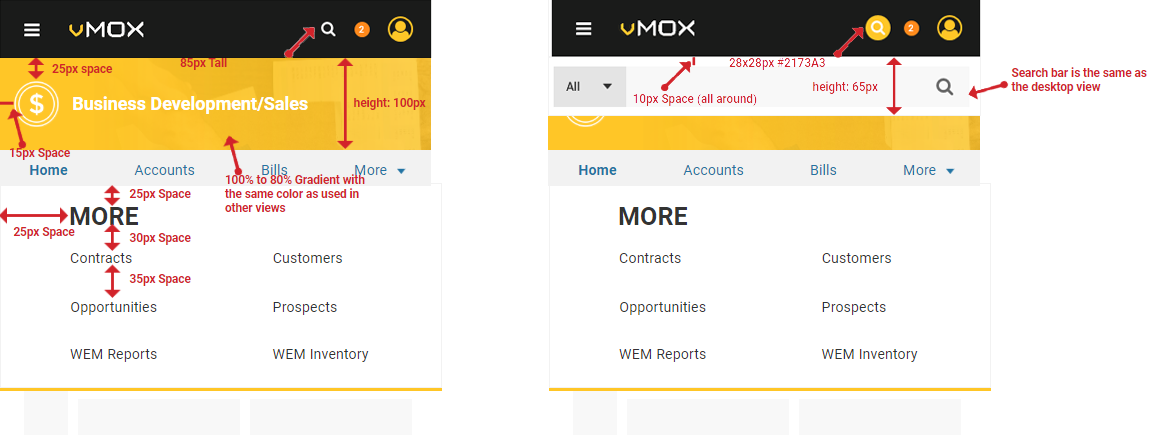 vMOX
2
25px space
85px Tall
$
Business Development/Sales
height: 100px
15px Space
Home
Accounts
Bills
More
100% to 80% Gradient with
the same color as used in
other views
25px Space
MORE
25px Space
30px Space
Contracts
Customers
35px Space
Opportunities
Prospects
WEM Reports
WEM Inventory
vMOX
2
28x28px #2173A3
Search bar is the same as
the desktop view
All
10px Space (all around)
height: 65px
Home
Accounts
Bills
More
MORE
Contracts
Customers
Opportunities
Prospects
WEM Reports
WEM Inventory